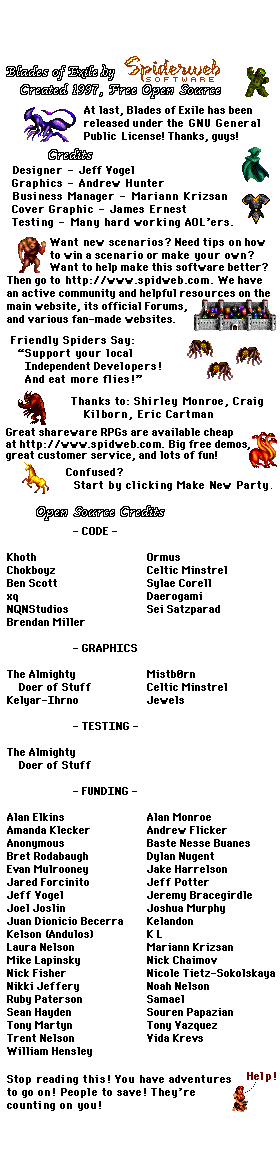 Blades of Exile by Spiderweb
SOFTWARE
Created 1997, Free Open Source
At last, Blades of Exile has been
released under the GNU General
Public License! Thanks, guys!
Credits
Designer - Jeff Vogel
Graphics - Andrew Hunter
Business Manager - Mariann Krizsan
Cover Graphic - James Ernest
Testing - Many hard working AOL'ers.
Want new scenarios? Need tips on how
to win a scenario or make your own?
Want to help make this software better?
Then go to http://www.spidweb.com. We have
an active community and helpful resources on the
main website, its official Forums,
and various fan-made websites.
Friendly Spiders Say:
"Support your local
Independent Developers!
And eat more flies!"
Thanks to: Shirley Monroe, Craig
Kilborn, Eric Cartman
Great shareware RPGs are available cheap
at http://www.spidweb.com. Big free demos,
great customer service, and lots of fun!
Confused?
Start by clicking Make New Party.
Open Source Credits
- CODE -
Khoth Ormus
Chokboyz Celtic Minstrel
Ben Scott Sylae Corell
xq Daerogami
NQNStudios Sei Satzparad
Brendan Miller
- GRAPHICS
The Almighty Mistb0rn
Doer of Stuff Celtic Minstrel
Kelyar-Ihrno Jewels
- TESTING -
The Almighty
Doer of Stuff
- FUNDING -
Alan Elkins Alan Monroe
Amanda Klecker Andrew Flicker
Anonymous Baste Nesse Buanes
Bret Rodabaugh Dylan Nugent
Evan Mulrooney Jake Harrelson
Jared Forcinito Jeff Potter
Jeff Vogel Jeremy Bracegirdle
Joel Joslin Joshua Murphy
Juan Dionicio Becerra Kelandon
Kelson (Andulos) K L
Laura Nelson Mariann Krizsan
Mike Lapinsky Nick Chaimov
Nick Fisher Nicole Tietz-Sokolskaya
Nikki Jeffery Noah Nelson
Ruby Paterson Samael
Sean Hayden Souren Papazian
Tony Martyn Tony Vazquez
Trent Nelson Vida Krevs
William Hensley
Help!
Stop reading this! You have adventures
to go on! People to save! They're
counting on you!